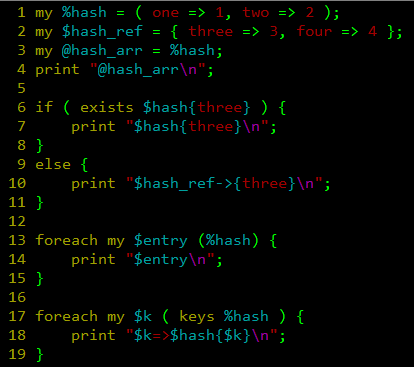 1 my %hash = ( one => 1, two => 2 );
2 my $hash_ref = { three => 3, four => 4 };
3 my @hash_arr = %hash;
4 print "@hash_arr\n";
5
6 if ( exists $hash{three} ) {
7     print "$hash{three}\n";
8 }
9 else {
10     print "$hash_ref->{three}\n";
11 }
12
13 foreach my $entry (%hash) {
14     print "$entry\n";
15 }
16
17 foreach my $k ( keys %hash ) {
18     print "$k=>$hash{$k}\n";
19 }